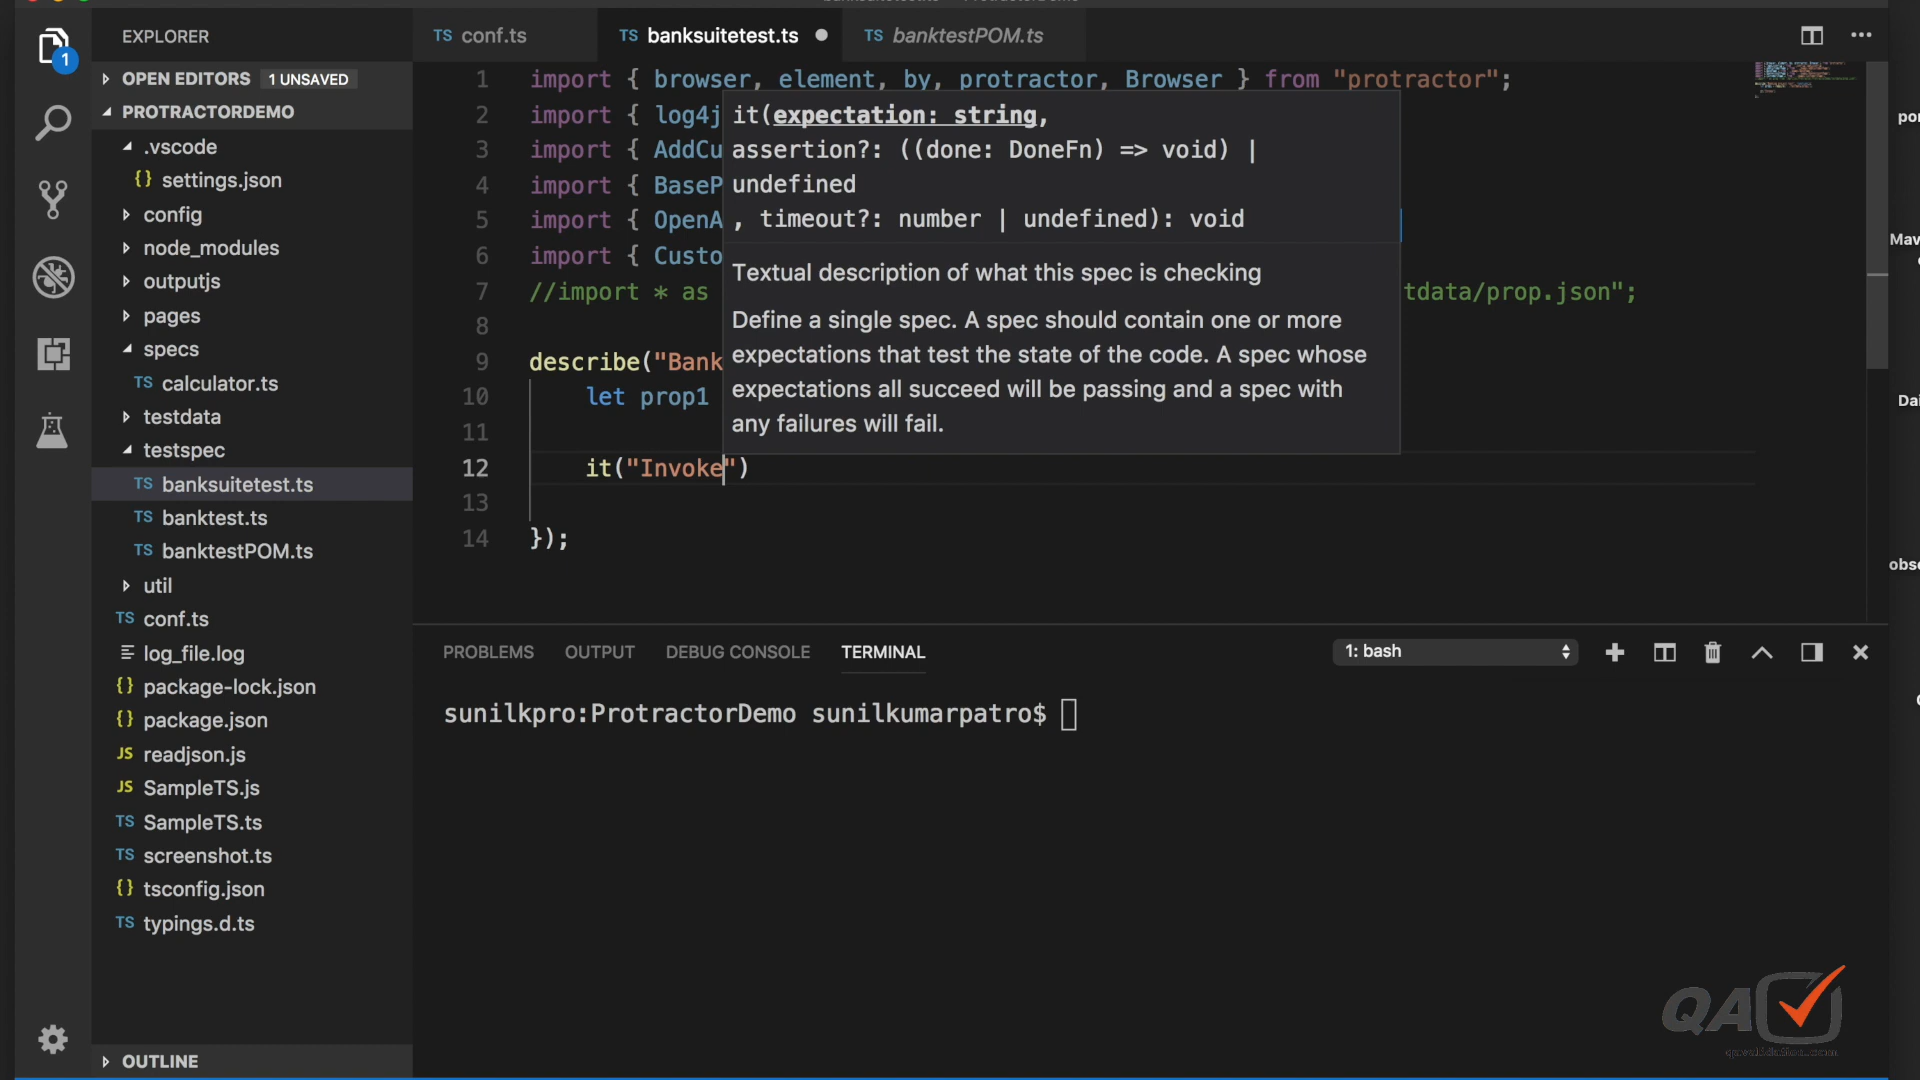 EXPLORER
OPEN EDITORS 1 UNSAVED
PROTRACTORDEMO
.vscode
{} settings.json
config
node_modules
outputjs
pages
specs
TS calculator.ts
testdata
testspec
TS banksuitetest.ts
TS banktest.ts
TS banktestPOM.ts
util
TS conf.ts
log_file.log
{} package-lock.json
{} package.json
JS readjson.js
JS SampleTS.js
TS SampleTS.ts
TS screenshot.ts
{} tsconfig.json
TS typings.d.ts
OUTLINE
1
TS conf.ts TS banksuitetest.ts TS banktestPOM.ts
1 import { browser, element, by, protractor, Browser } from "protractor";
2 import { log4j
3 import { AddCu
4 import { BaseP
5 import { OpenA
6 import { Custo
7 //import * as tdata/prop.json";
8
9 describe("Bank
10 let prop1
11
12 it("Invoke")
13
14 });
it(expectation: string,
assertion?: ((done: DoneFn) => void) |
undefined
, timeout?: number | undefined): void
Textual description of what this spec is checking
Define a single spec. A spec should contain one or more
expectations that test the state of the code. A spec whose
expectations all succeed will be passing and a spec with
any failures will fail.
PROBLEMS OUTPUT DEBUG CONSOLE TERMINAL 1: bash
sunilkpro:ProtractorDemo sunilkumarpatro$
por
Mav
Dai
obse
QA